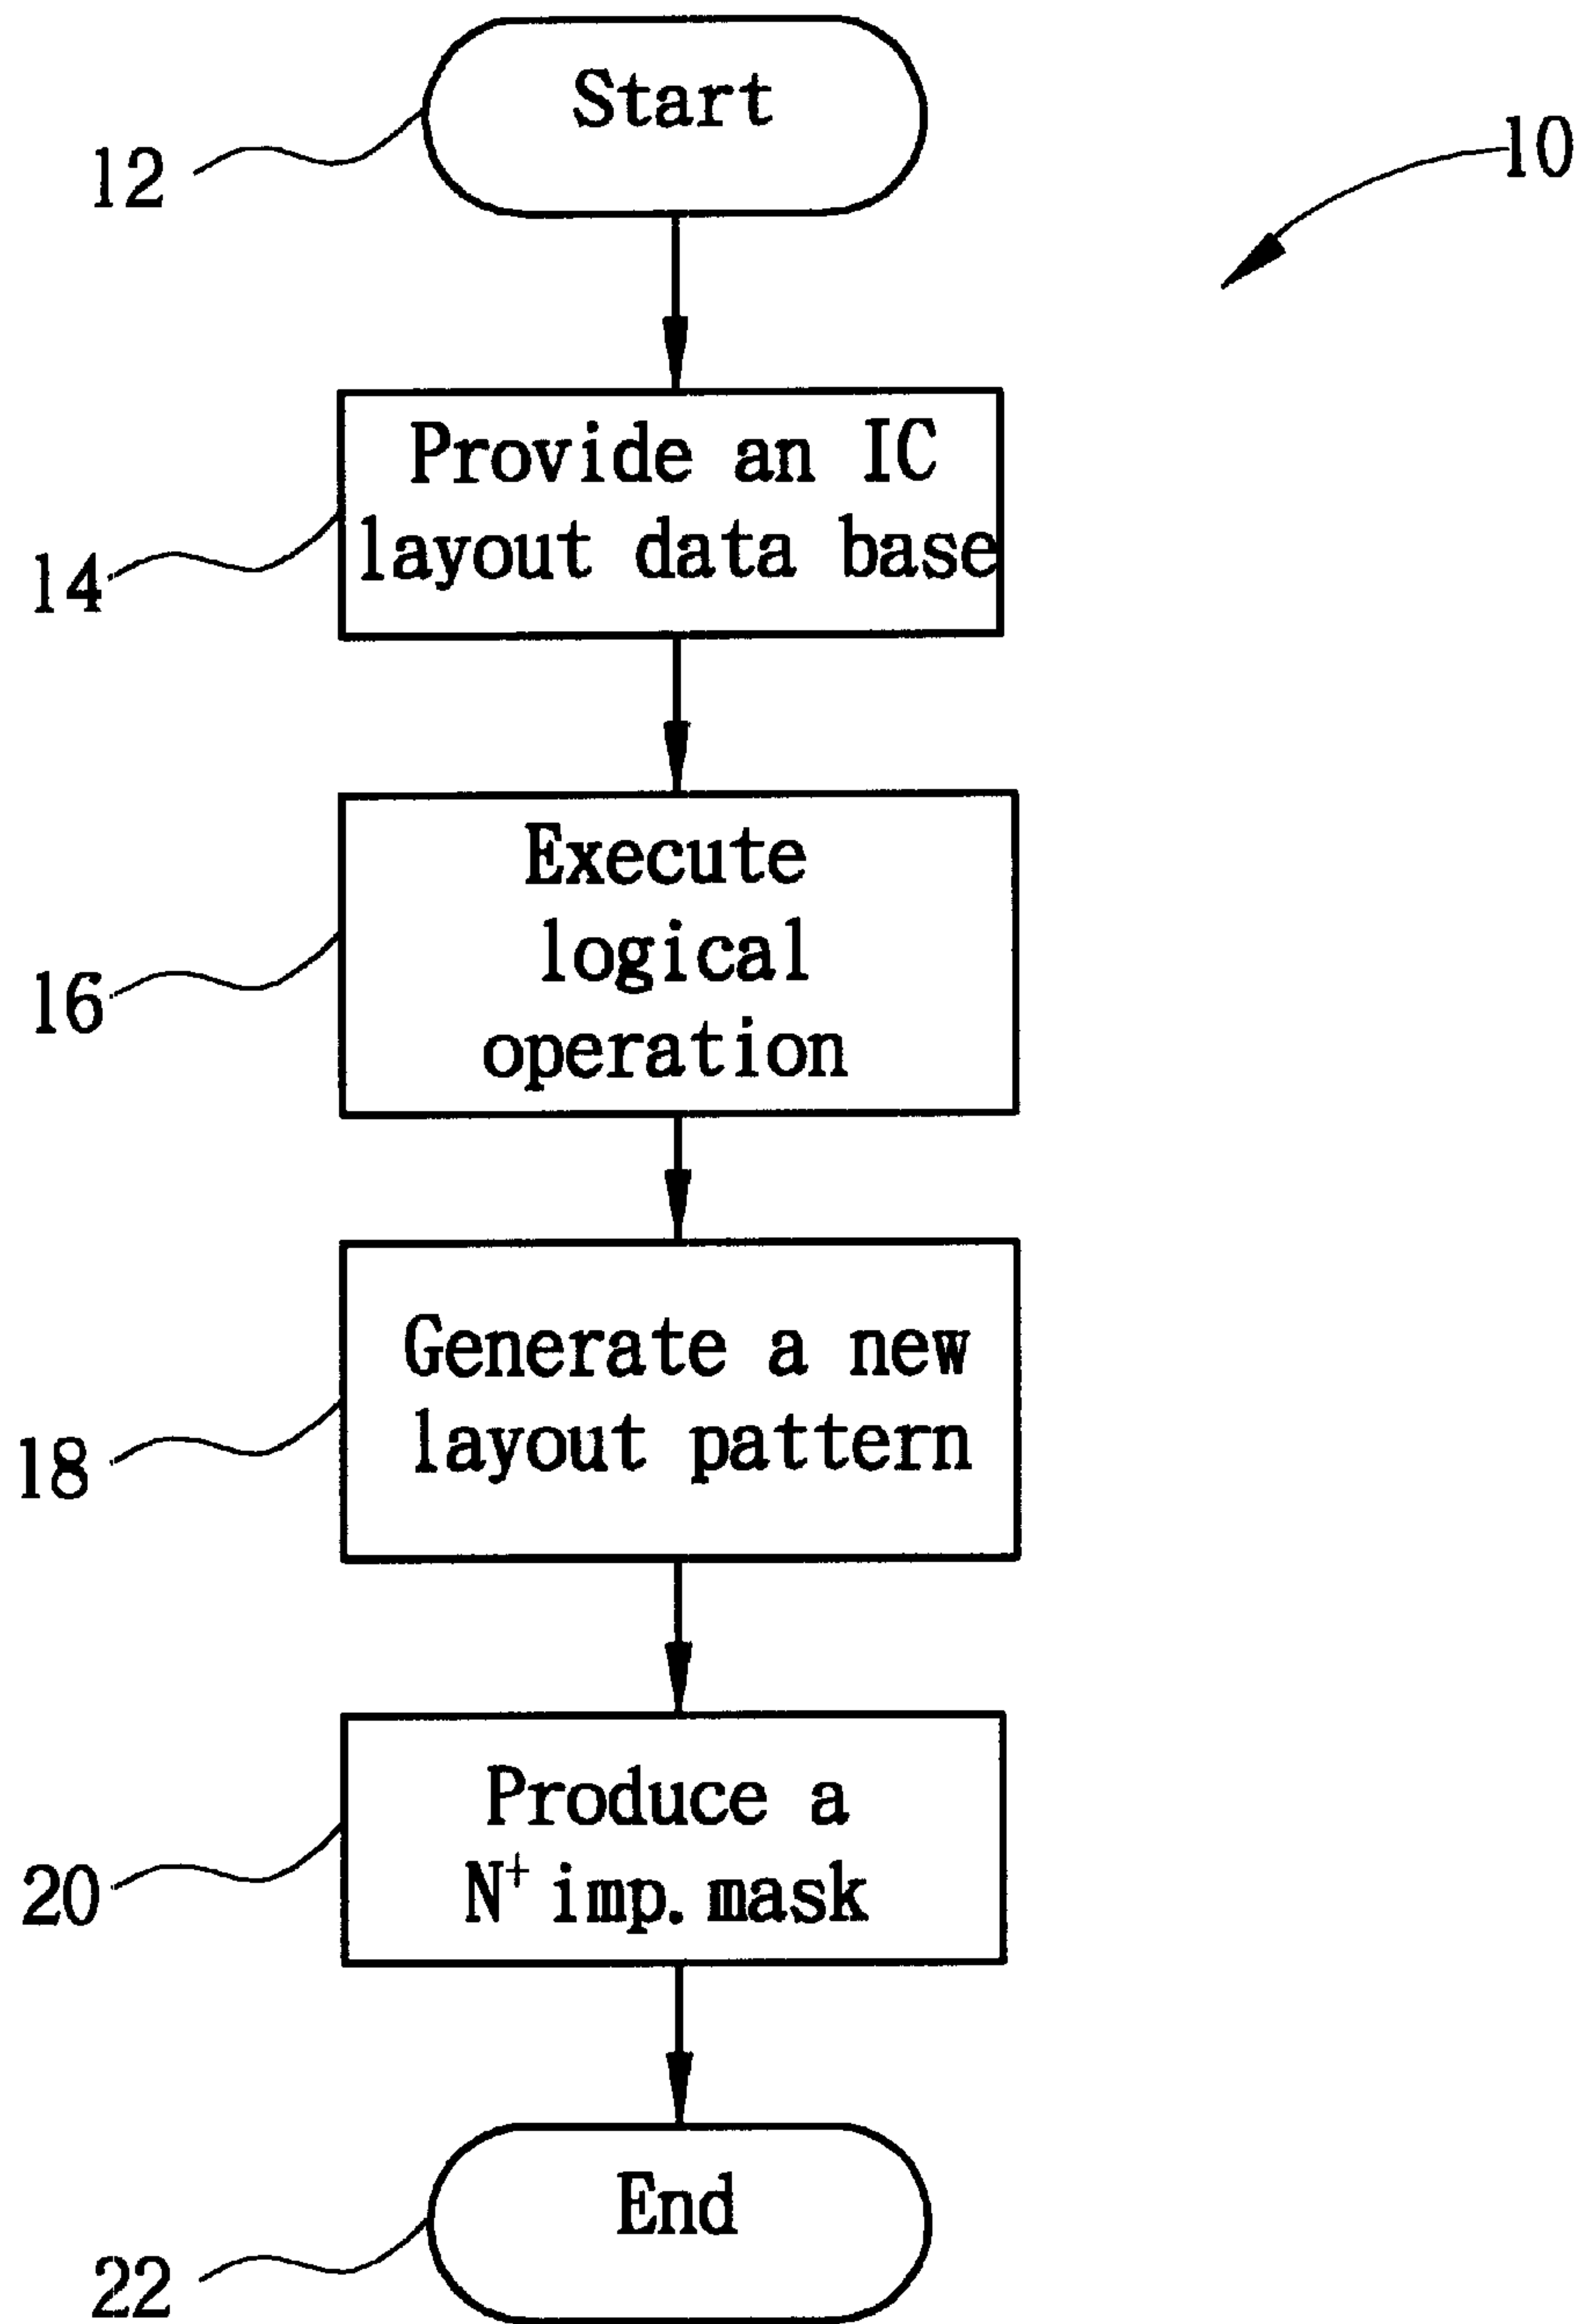 Start
12
10
Provide an IC
layout data base
14
Execute
logical
operation
16
Generate a new
layout pattern
18
Produce a
N⁺ imp. mask
20
End
22